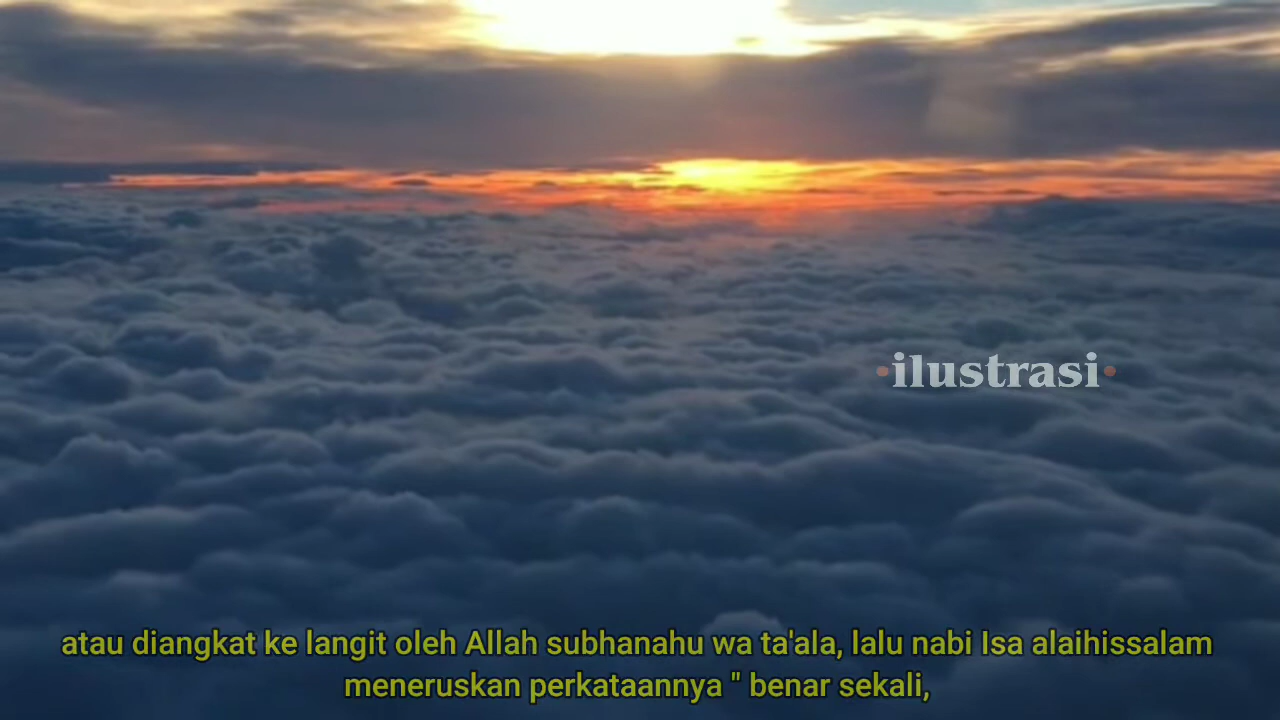 •ilustrasi•
atau diangkat ke langit oleh Allah subhanahu wa ta'ala, lalu nabi Isa alaihissalam
meneruskan perkataannya " benar sekali,